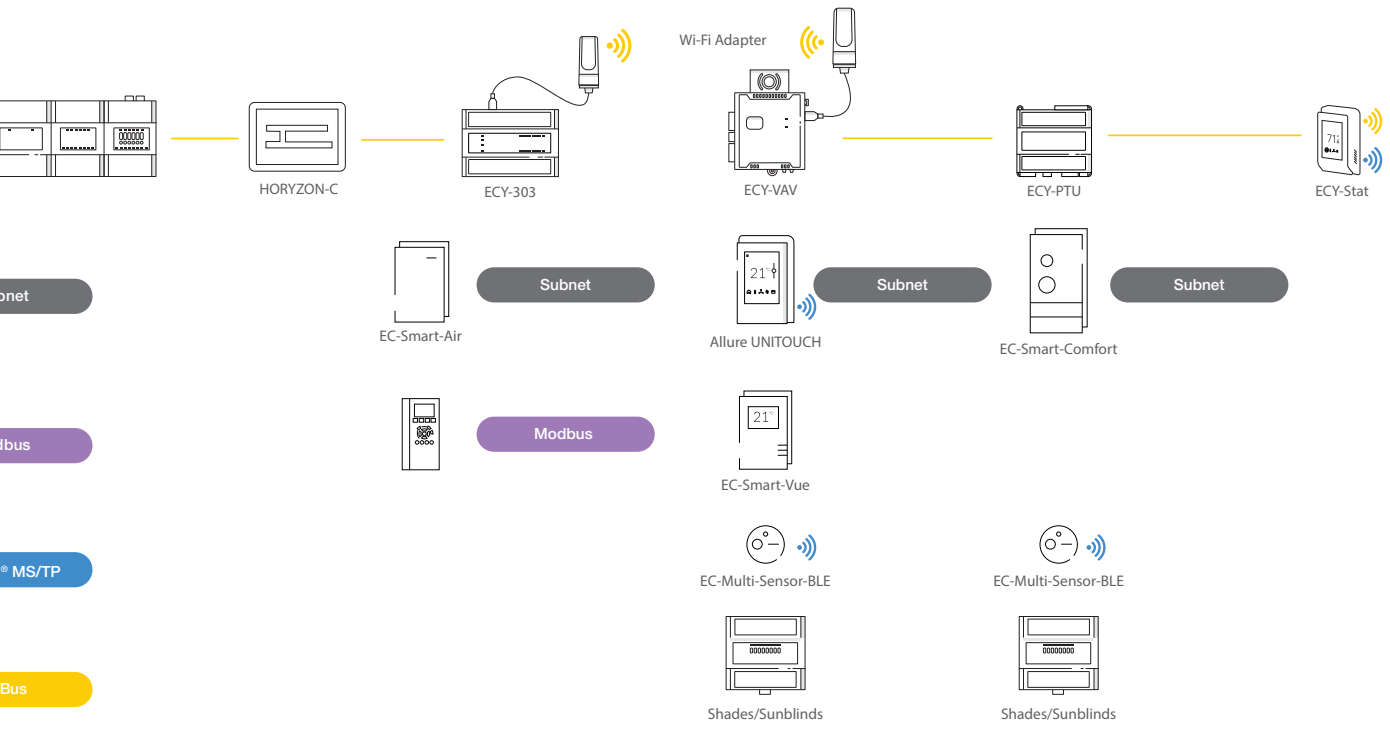 Wi-Fi Adapter
71
HORYZON-C
ECY-303
ECY-VAV
ECY-PTU
ECY-Stat
bnet
Subnet
21°
Subnet
Subnet
EC-Smart-Air
Allure UNITOUCH
EC-Smart-Comfort
dbus
Modbus
21°
EC-Smart-Vue
® MS/TP
EC-Multi-Sensor-BLE
EC-Multi-Sensor-BLE
Bus
Shades/Sunblinds
Shades/Sunblinds